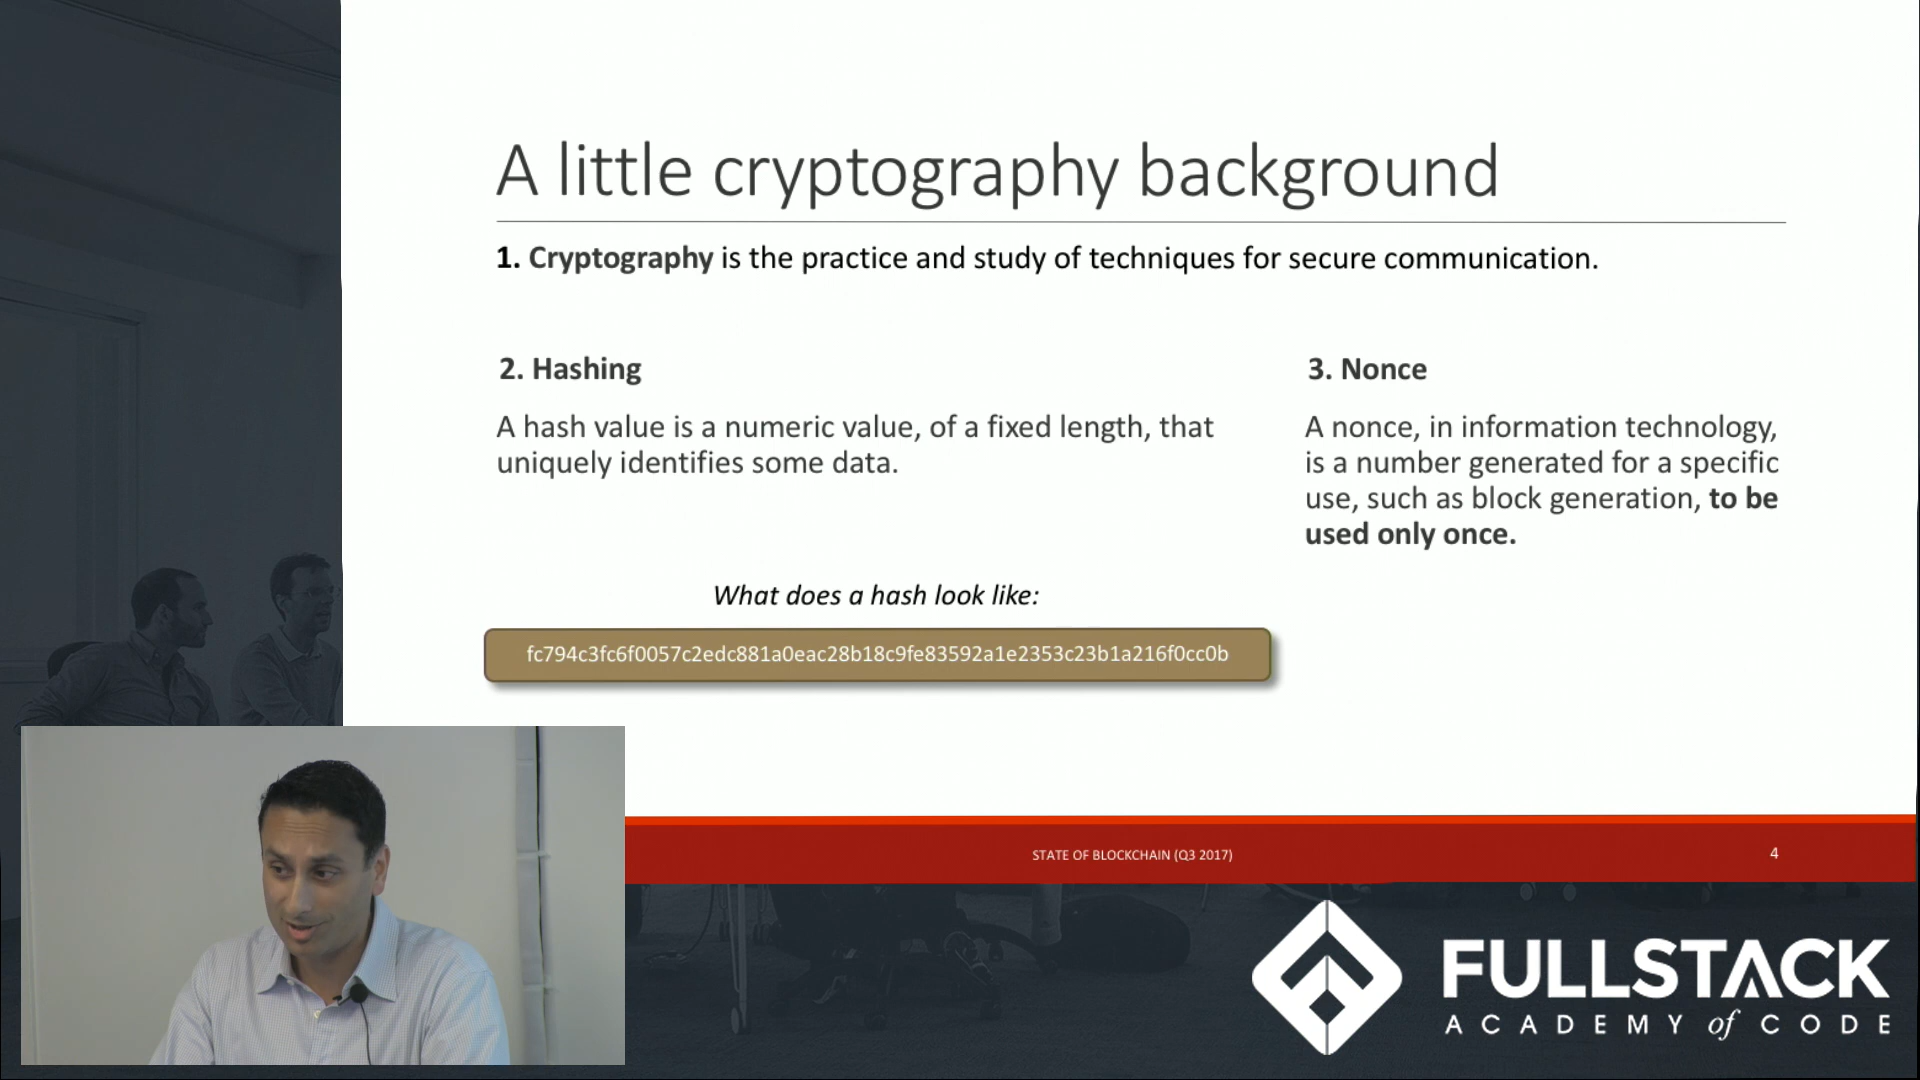 A little cryptography background
1. Cryptography is the practice and study of techniques for secure communication.
2. Hashing
A hash value is a numeric value, of a fixed length, that
uniquely identifies some data.
3. Nonce
A nonce, in information technology,
is a number generated for a specific
use, such as block generation, to be
used only once.
What does a hash look like:
fc794c3fc6f0057c2edc881a0eac28b18c9fe83592a1e2353c23b1a216f0cc0b
STATE OF BLOCKCHAIN (Q3 2017)
4
FULLSTACK
ACADEMY of CODE